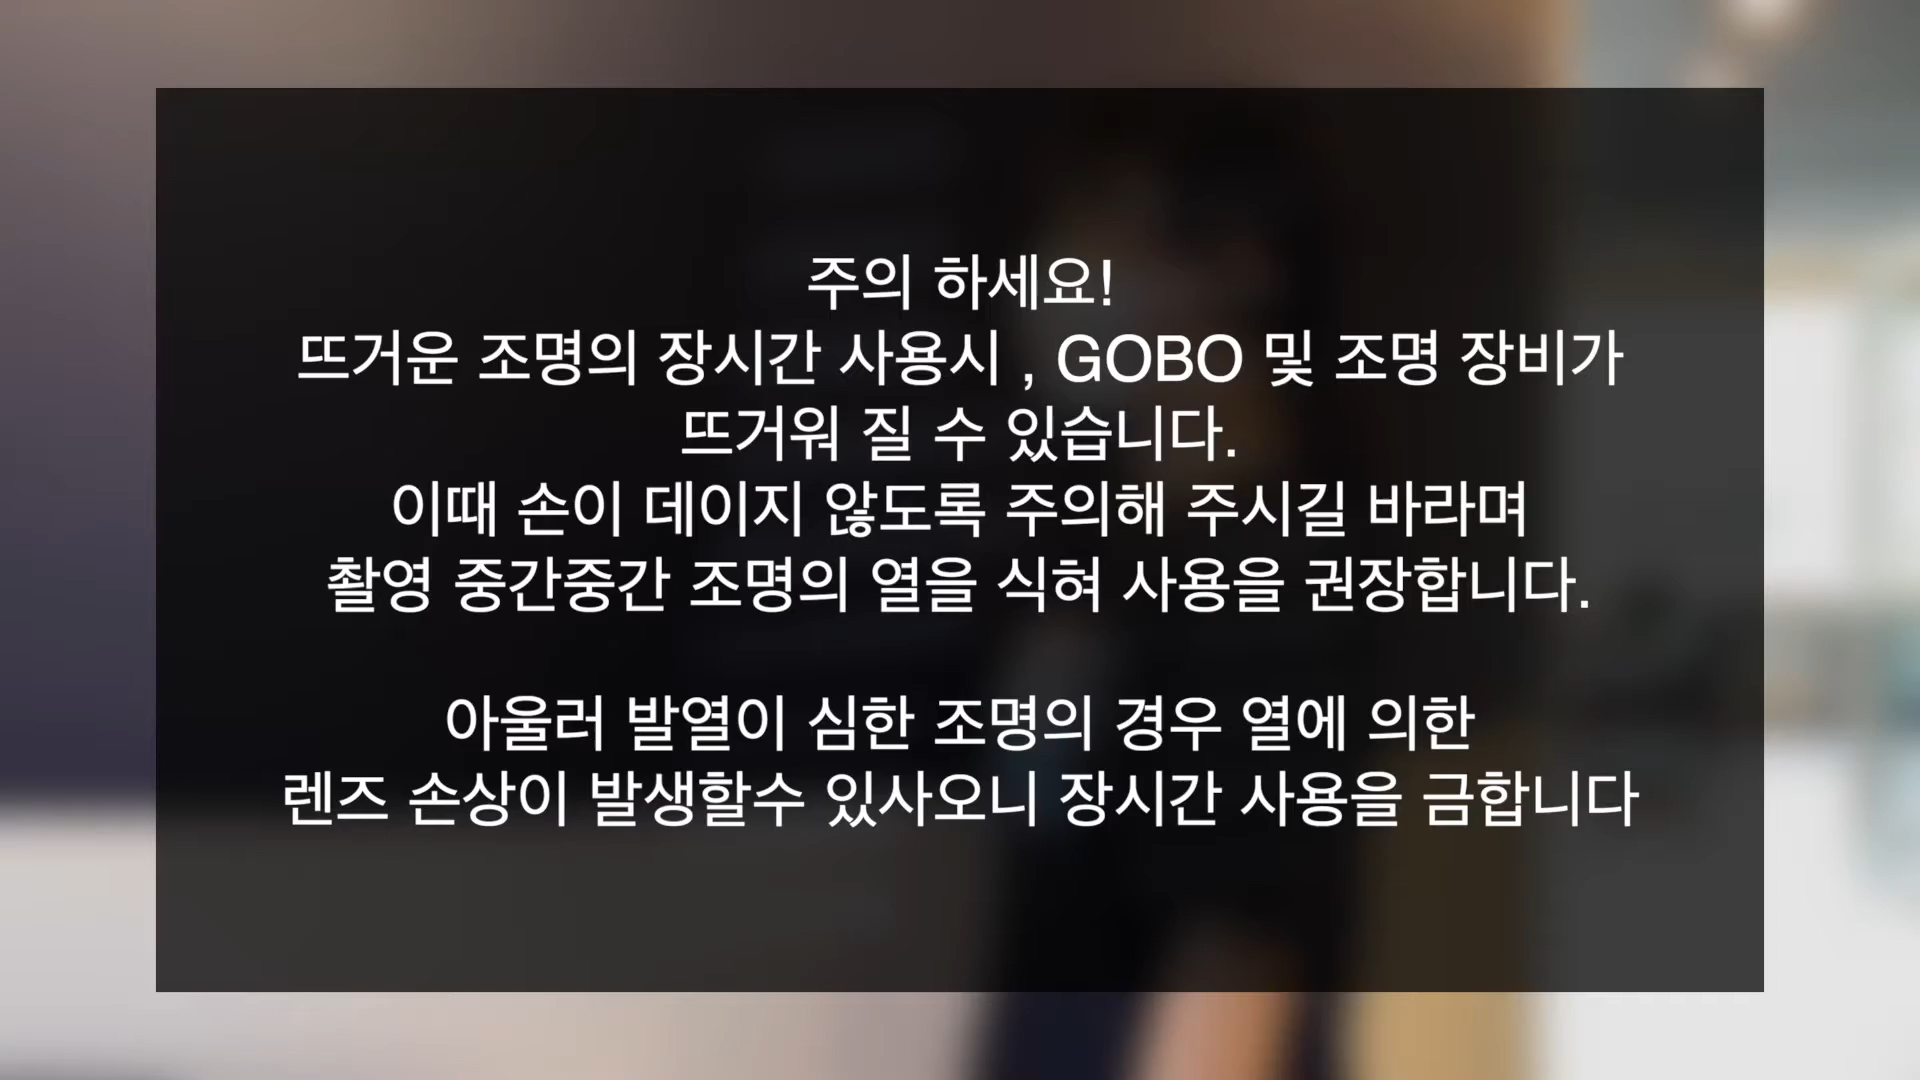 주의 하세요!
뜨거운 조명의 장시간 사용시 , GOBO 및 조명 장비가
뜨거워 질 수 있습니다.
이때 손이 데이지 않도록 주의해 주시길 바라며
촬영 중간중간 조명의 열을 식혀 사용을 권장합니다.
아울러 발열이 심한 조명의 경우 열에 의한
렌즈 손상이 발생할수 있사오니 장시간 사용을 금합니다